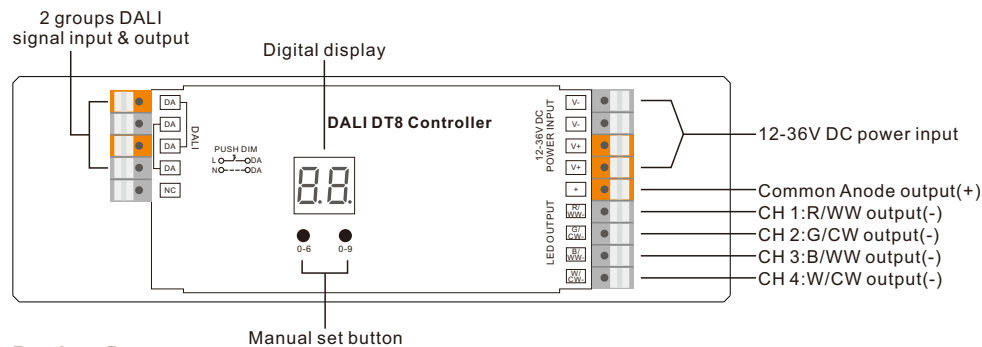 2 groups DALI
signal input & output
Digital display
DALI DT8 Controller
DA
DA
DA
DA
NC
DALI
PUSH DIM
L DA
N DA
8.8.
0-6
0-9
Manual set button
12-36V DC
POWER INPUT
LED OUTPUT
V-
V-
V+
V+
+
R/
WW-
G/
CW-
B/
WW-
W/
CW-
12-36V DC power input
Common Anode output(+)
CH 1:R/WW output(-)
CH 2:G/CW output(-)
CH 3:B/WW output(-)
CH 4:W/CW output(-)